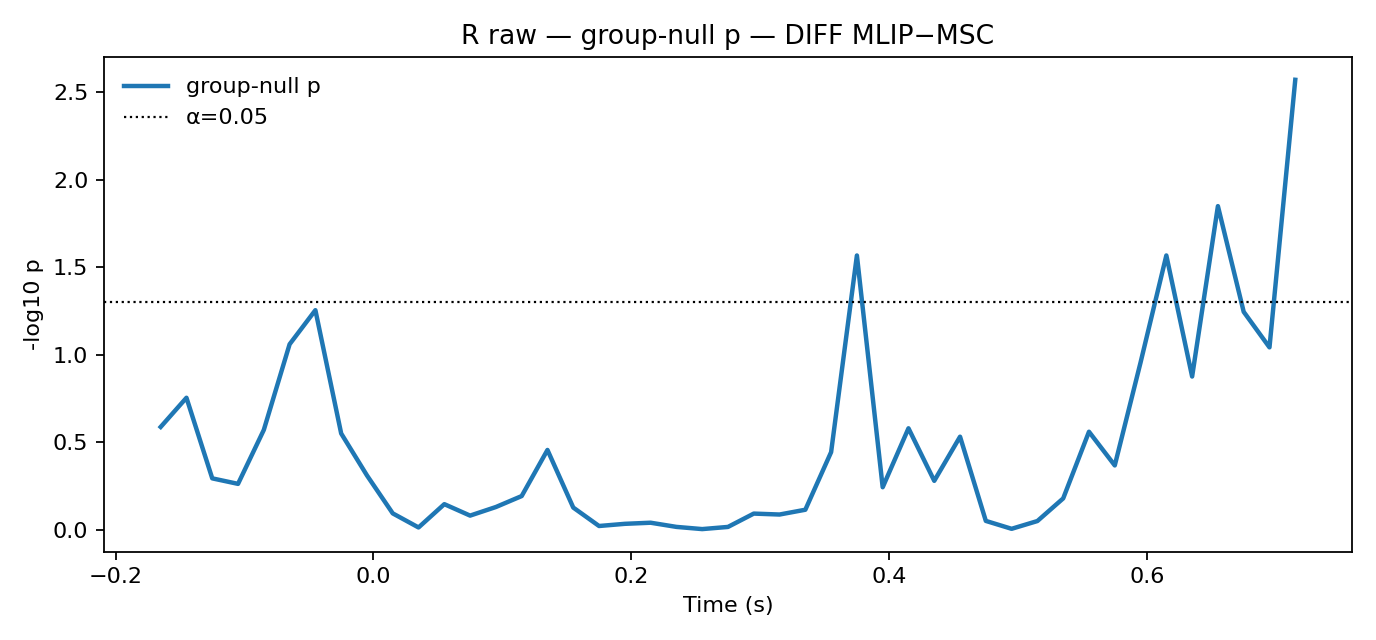 R raw — group-null p — DIFF MLIP−MSC
group-null p
α=0.05
-log10 p
2.5
2.0
1.5
1.0
0.5
0.0
−0.2
0.0
0.2
0.4
0.6
Time (s)